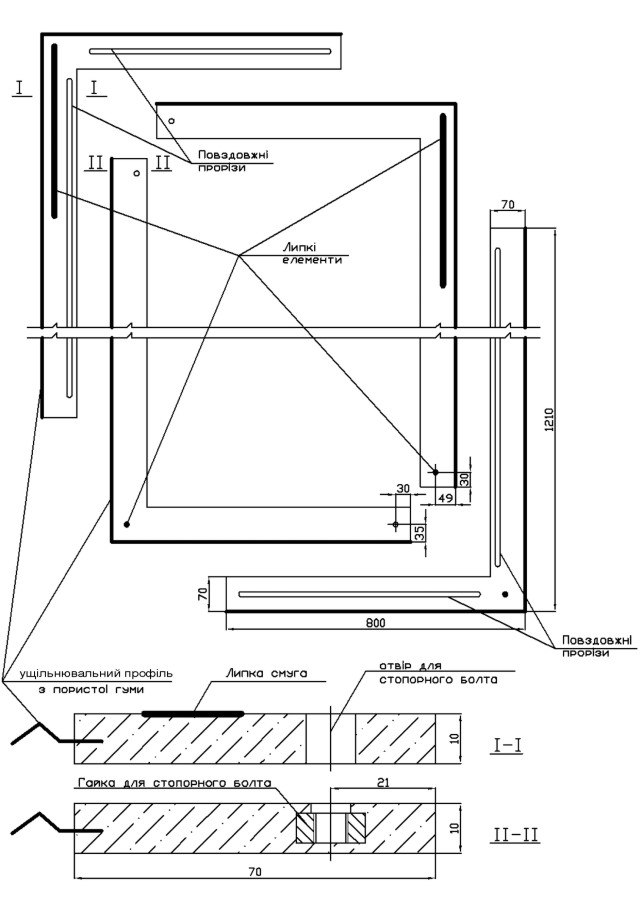 I I
Повздовжні
прорізи
II II
Липкі
елементи
70
1210
30
49
30
35
70
800
Повздовжні
прорізи
ущільнювальний профіль
з пористої гуми
Липка смуга
отвір для
стопорного болта
10
I-I
Гайка для стопорного болта
21
10
II-II
70